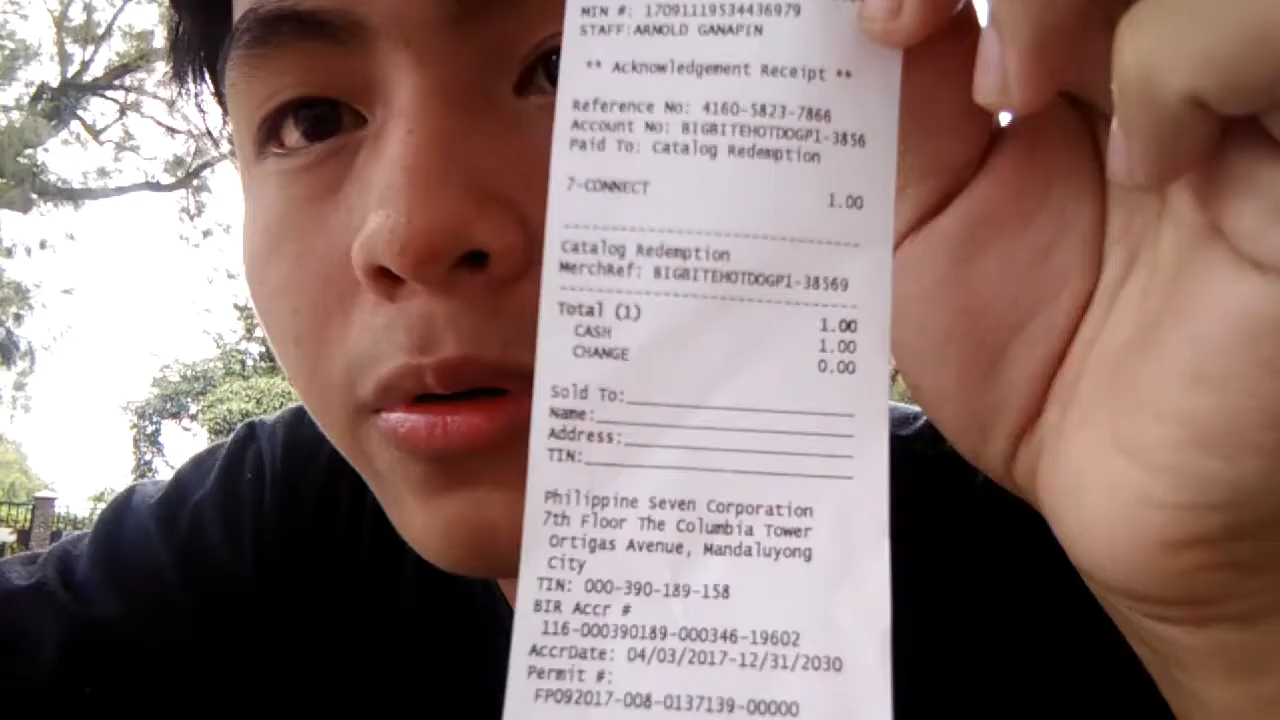 MIN #: 17091119534436979
STAFF:ARNOLD GANAPIN
** Acknowledgement Receipt **
Reference No: 4160-5823-7866
Account No: BIGBITEHOTDOGP1-3856
Paid To: Catalog Redemption
7-CONNECT 1.00
Catalog Redemption
MerchRef: BIGBITEHOTDOGP1-38569
Total (1) 1.00
CASH 1.00
CHANGE 0.00
Sold To:
Name:
Address:
TIN:
Philippine Seven Corporation
7th Floor The Columbia Tower
Ortigas Avenue, Mandaluyong
City
TIN: 000-390-189-158
BIR Accr #
116-000390189-000346-19602
AccrDate: 04/03/2017-12/31/2030
Permit #:
FP092017-008-0137139-00000